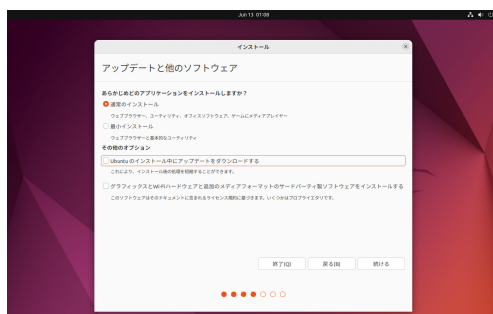 Jun 13 01:08
インストール
アップデートと他のソフトウェア
あらかじめどのアプリケーションをインストールしますか？
通常のインストール
ウェブブラウザー、ユーティリティ、オフィスソフトウェア、ゲームにメディアプレイヤー
最小インストール
ウェブブラウザーと基本的なユーティリティ
その他のオプション
Ubuntu のインストール中にアップデートをダウンロードする
これにより、インストール後の処理を短縮することができます。
グラフィックスとWi-Fiハードウェアと追加のメディアフォーマットのサードパーティ製ソフトウェアをインストールする
このソフトウェアはそのドキュメントに含まれるライセンス規約に基づきます。いくつかはプロプライエタリです。
終了(Q) 戻る(B) 続ける